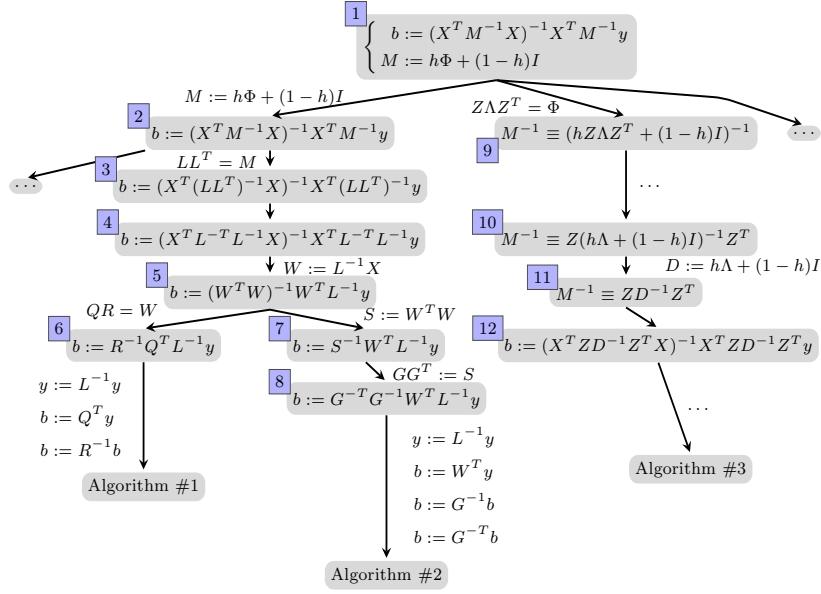 1
b := (X^T M^{-1} X)^{-1} X^T M^{-1} y
M := hΦ + (1 − h)I
M := hΦ + (1 − h)I
ZΛZ^T = Φ
2
b := (X^T M^{-1} X)^{-1} X^T M^{-1} y
9
M^{-1} ≡ (hZΛZ^T + (1 − h)I)^{-1}
...
...
LL^T = M
3
b := (X^T (LL^T)^{-1} X)^{-1} X^T (LL^T)^{-1} y
...
4
b := (X^T L^{-T} L^{-1} X)^{-1} X^T L^{-T} L^{-1} y
10
M^{-1} ≡ Z(hΛ + (1 − h)I)^{-1} Z^T
W := L^{-1} X
D := hΛ + (1 − h)I
5
b := (W^T W)^{-1} W^T L^{-1} y
11
M^{-1} ≡ ZD^{-1} Z^T
QR = W
S := W^T W
6
b := R^{-1} Q^T L^{-1} y
7
b := S^{-1} W^T L^{-1} y
12
b := (X^T ZD^{-1} Z^T X)^{-1} X^T ZD^{-1} Z^T y
GG^T := S
8
b := G^{-T} G^{-1} W^T L^{-1} y
y := L^{-1} y
b := Q^T y
b := R^{-1} b
Algorithm #1
y := L^{-1} y
b := W^T y
b := G^{-1} b
b := G^{-T} b
Algorithm #2
...
Algorithm #3